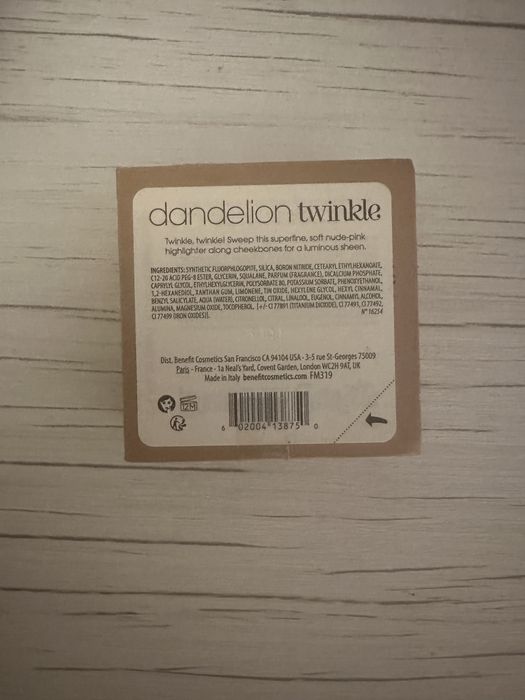 dandelion twinkle
Twinkle, twinkle! Sweep this superfine, soft nude-pink
highlighter along cheekbones for a luminous sheen.
INGREDIENTS: SYNTHETIC FLUORPHLOGOPITE, SILICA, BORON NITRIDE, CETEARYL ETHYLHEXANOATE,
C12-20 ACID PEG-8 ESTER, GLYCERIN, SQUALANE, PARFUM (FRAGRANCE), DICALCIUM PHOSPHATE,
CAPRYLYL GLYCOL, ETHYLHEXYLGLYCERIN, POLYSORBATE 80, POTASSIUM SORBATE, PHENOXYETHANOL,
1,2-HEXANEDIOL, XANTHAN GUM, LIMONENE, TIN OXIDE, HEXYLENE GLYCOL, HEXYL CINNAMAL,
BENZYL SALICYLATE, AQUA (WATER), CITRONELLOL, CITRAL, LINALOOL, EUGENOL, CINNAMYL ALCOHOL,
ALUMINA, MAGNESIUM OXIDE, TOCOPHEROL. [+/- CI 77891 (TITANIUM DIOXIDE), CI 77491, CI 77492,
CI 77499 (IRON OXIDES)].
N° 16254
Dist. Benefit Cosmetics San Francisco CA 94104 USA - 3-5 rue St-Georges 75009
Paris - France - 1a Neal's Yard, Covent Garden, London WC2H 9AT, UK
Made in Italy benefitcosmetics.com FM319
12M
6 02004 13875 0